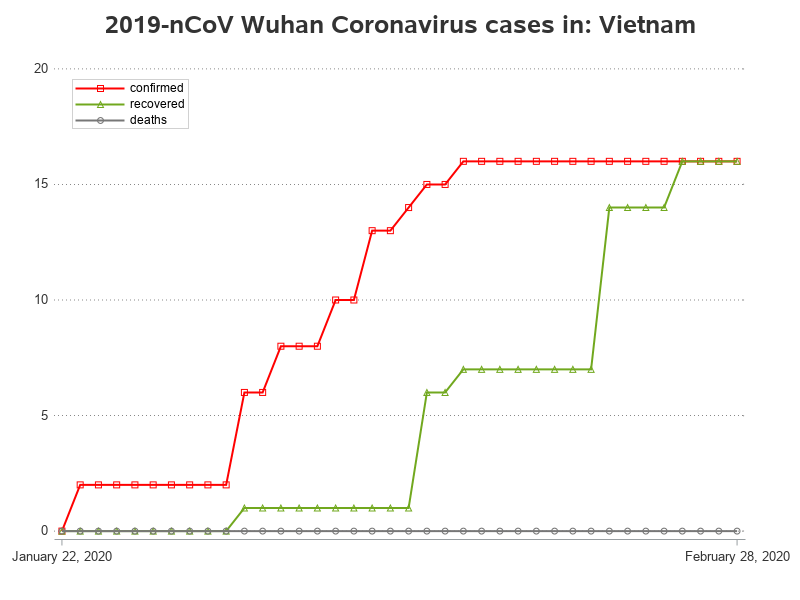 2019-nCoV Wuhan Coronavirus cases in: Vietnam
20
confirmed
recovered
deaths
15
10
5
0
January 22, 2020
February 28, 2020